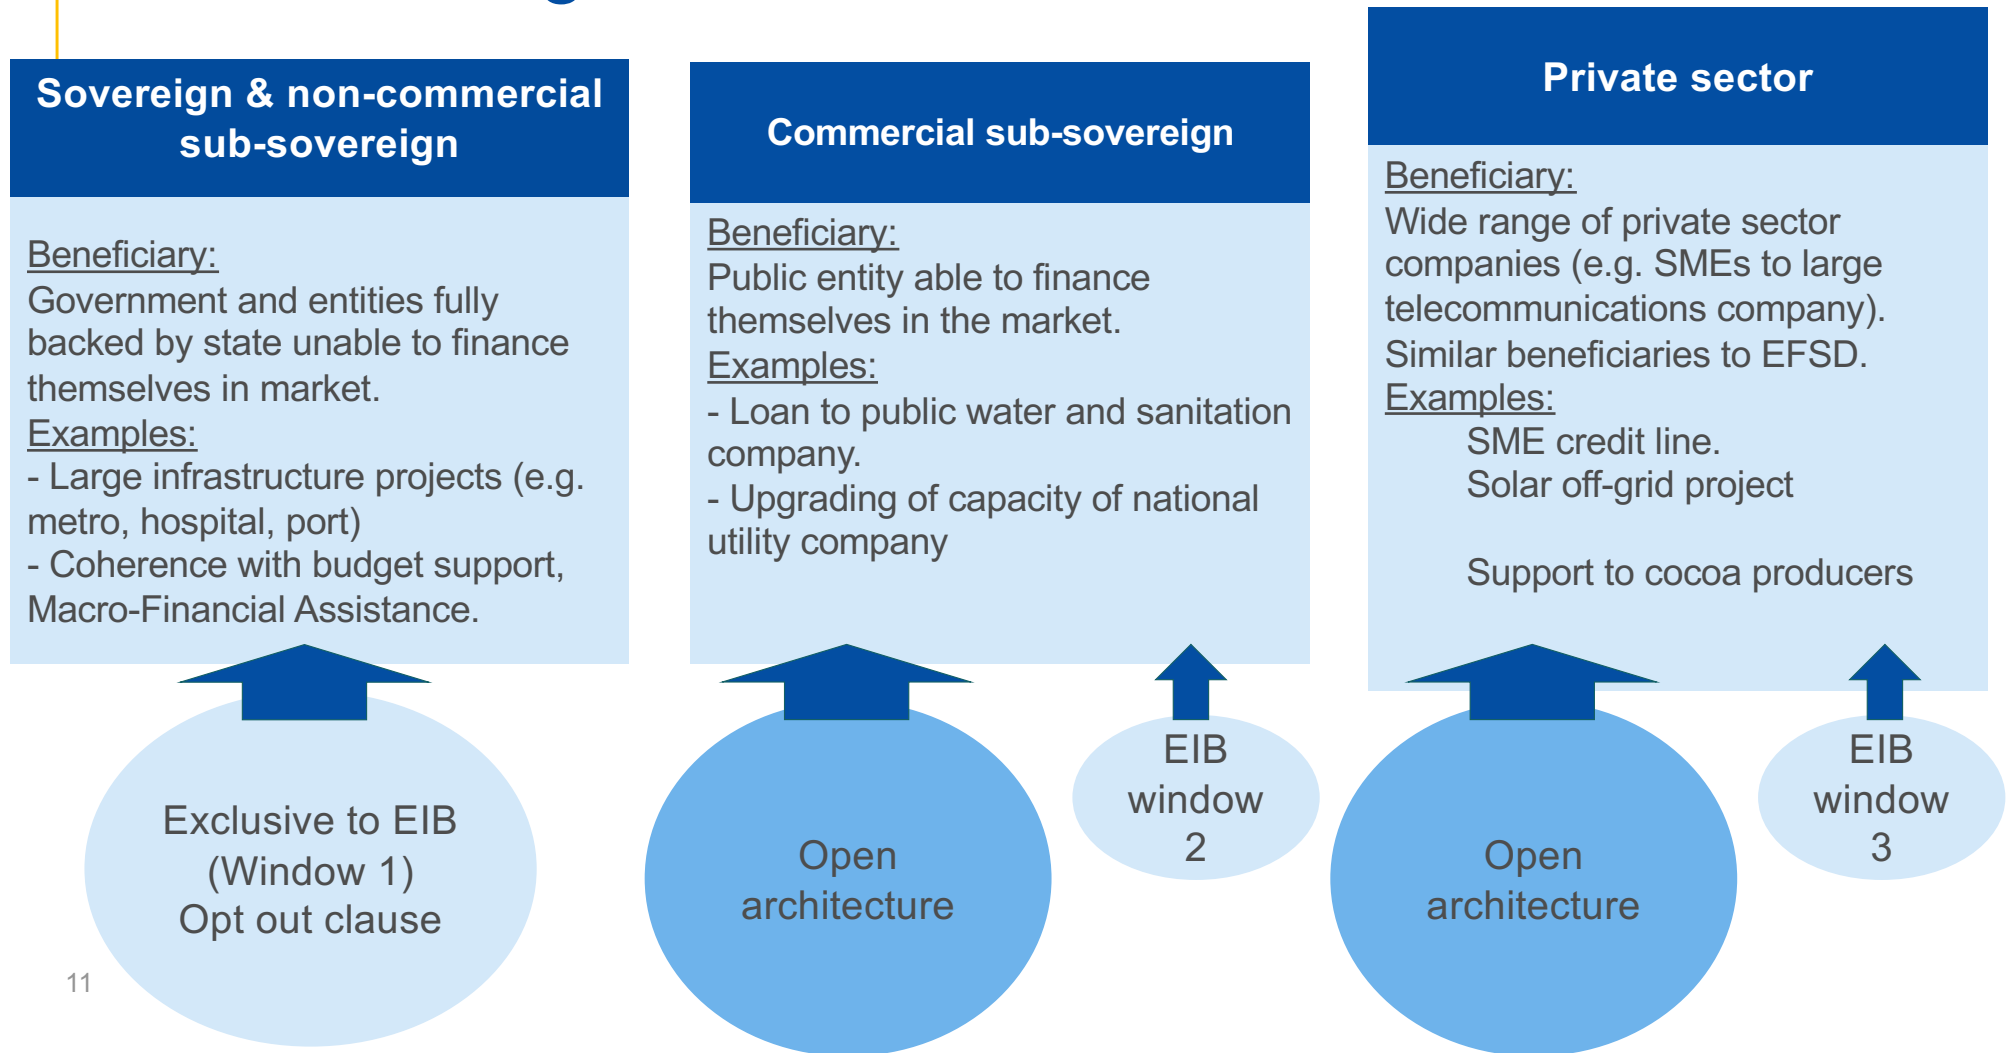 Sovereign & non-commercial
sub-sovereign
Beneficiary:
Government and entities fully
backed by state unable to finance
themselves in market.
Examples:
- Large infrastructure projects (e.g.
metro, hospital, port)
- Coherence with budget support,
Macro-Financial Assistance.
Exclusive to EIB
(Window 1)
Opt out clause
Commercial sub-sovereign
Beneficiary:
Public entity able to finance
themselves in the market.
Examples:
- Loan to public water and sanitation
company.
- Upgrading of capacity of national
utility company
Open
architecture
EIB
window
2
Private sector
Beneficiary:
Wide range of private sector
companies (e.g. SMEs to large
telecommunications company).
Similar beneficiaries to EFSD.
Examples:
SME credit line.
Solar off-grid project
Support to cocoa producers
Open
architecture
EIB
window
3
11